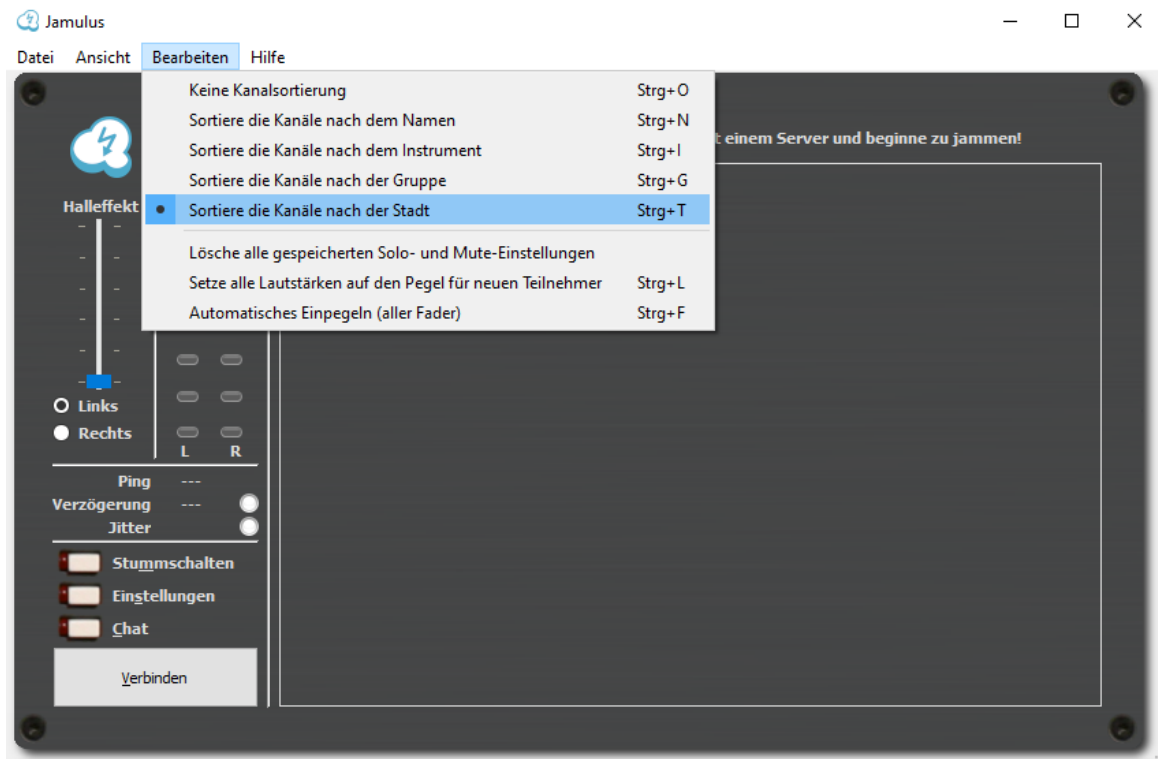 Jamulus
Datei Ansicht Bearbeiten Hilfe
Keine Kanalsortierung Strg+O
Sortiere die Kanäle nach dem Namen Strg+N
Sortiere die Kanäle nach dem Instrument Strg+I
Sortiere die Kanäle nach der Gruppe Strg+G
Sortiere die Kanäle nach der Stadt Strg+T
Lösche alle gespeicherten Solo- und Mute-Einstellungen
Setze alle Lautstärken auf den Pegel für neuen Teilnehmer Strg+L
Automatisches Einpegeln (aller Fader) Strg+F
einem Server und beginne zu jammen!
Halleffekt
Links
Rechts
L R
Ping ---
Verzögerung ---
Jitter
Stummschalten
Einstellungen
Chat
Verbinden